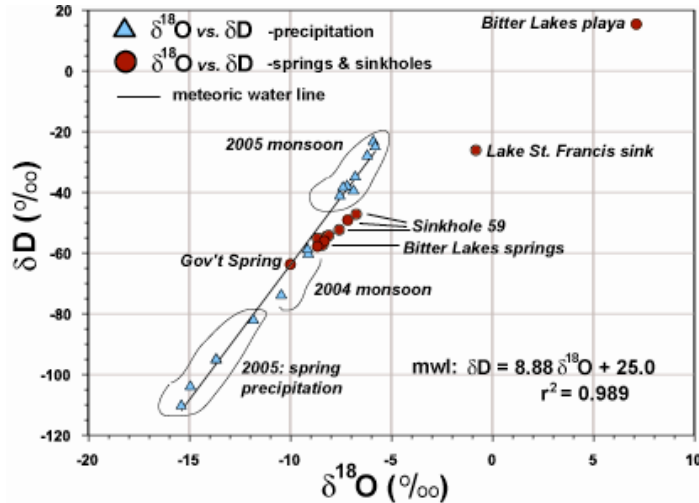 20
0
-20
-40
-60
-80
-100
-120
δD (°/oo)
δ18O vs. δD -precipitation
δ18O vs. δD -springs & sinkholes
meteoric water line
Bitter Lakes playa
2005 monsoon
Lake St. Francis sink
Sinkhole 59
Bitter Lakes springs
Gov't Spring
2004 monsoon
2005: spring
precipitation
mwl: δD = 8.88 δ18O + 25.0
r2 = 0.989
-20 -15 -10 -5 0 5 10
δ18O (°/oo)